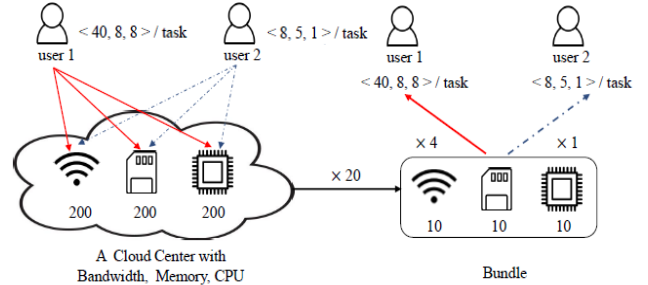 < 40, 8, 8 > / task
user 1
< 8, 5, 1 > / task
user 2
200
200
200
A Cloud Center with
Bandwidth, Memory, CPU
× 20
user 1
< 40, 8, 8 > / task
user 2
< 8, 5, 1 > / task
× 4
× 1
10
10
10
Bundle